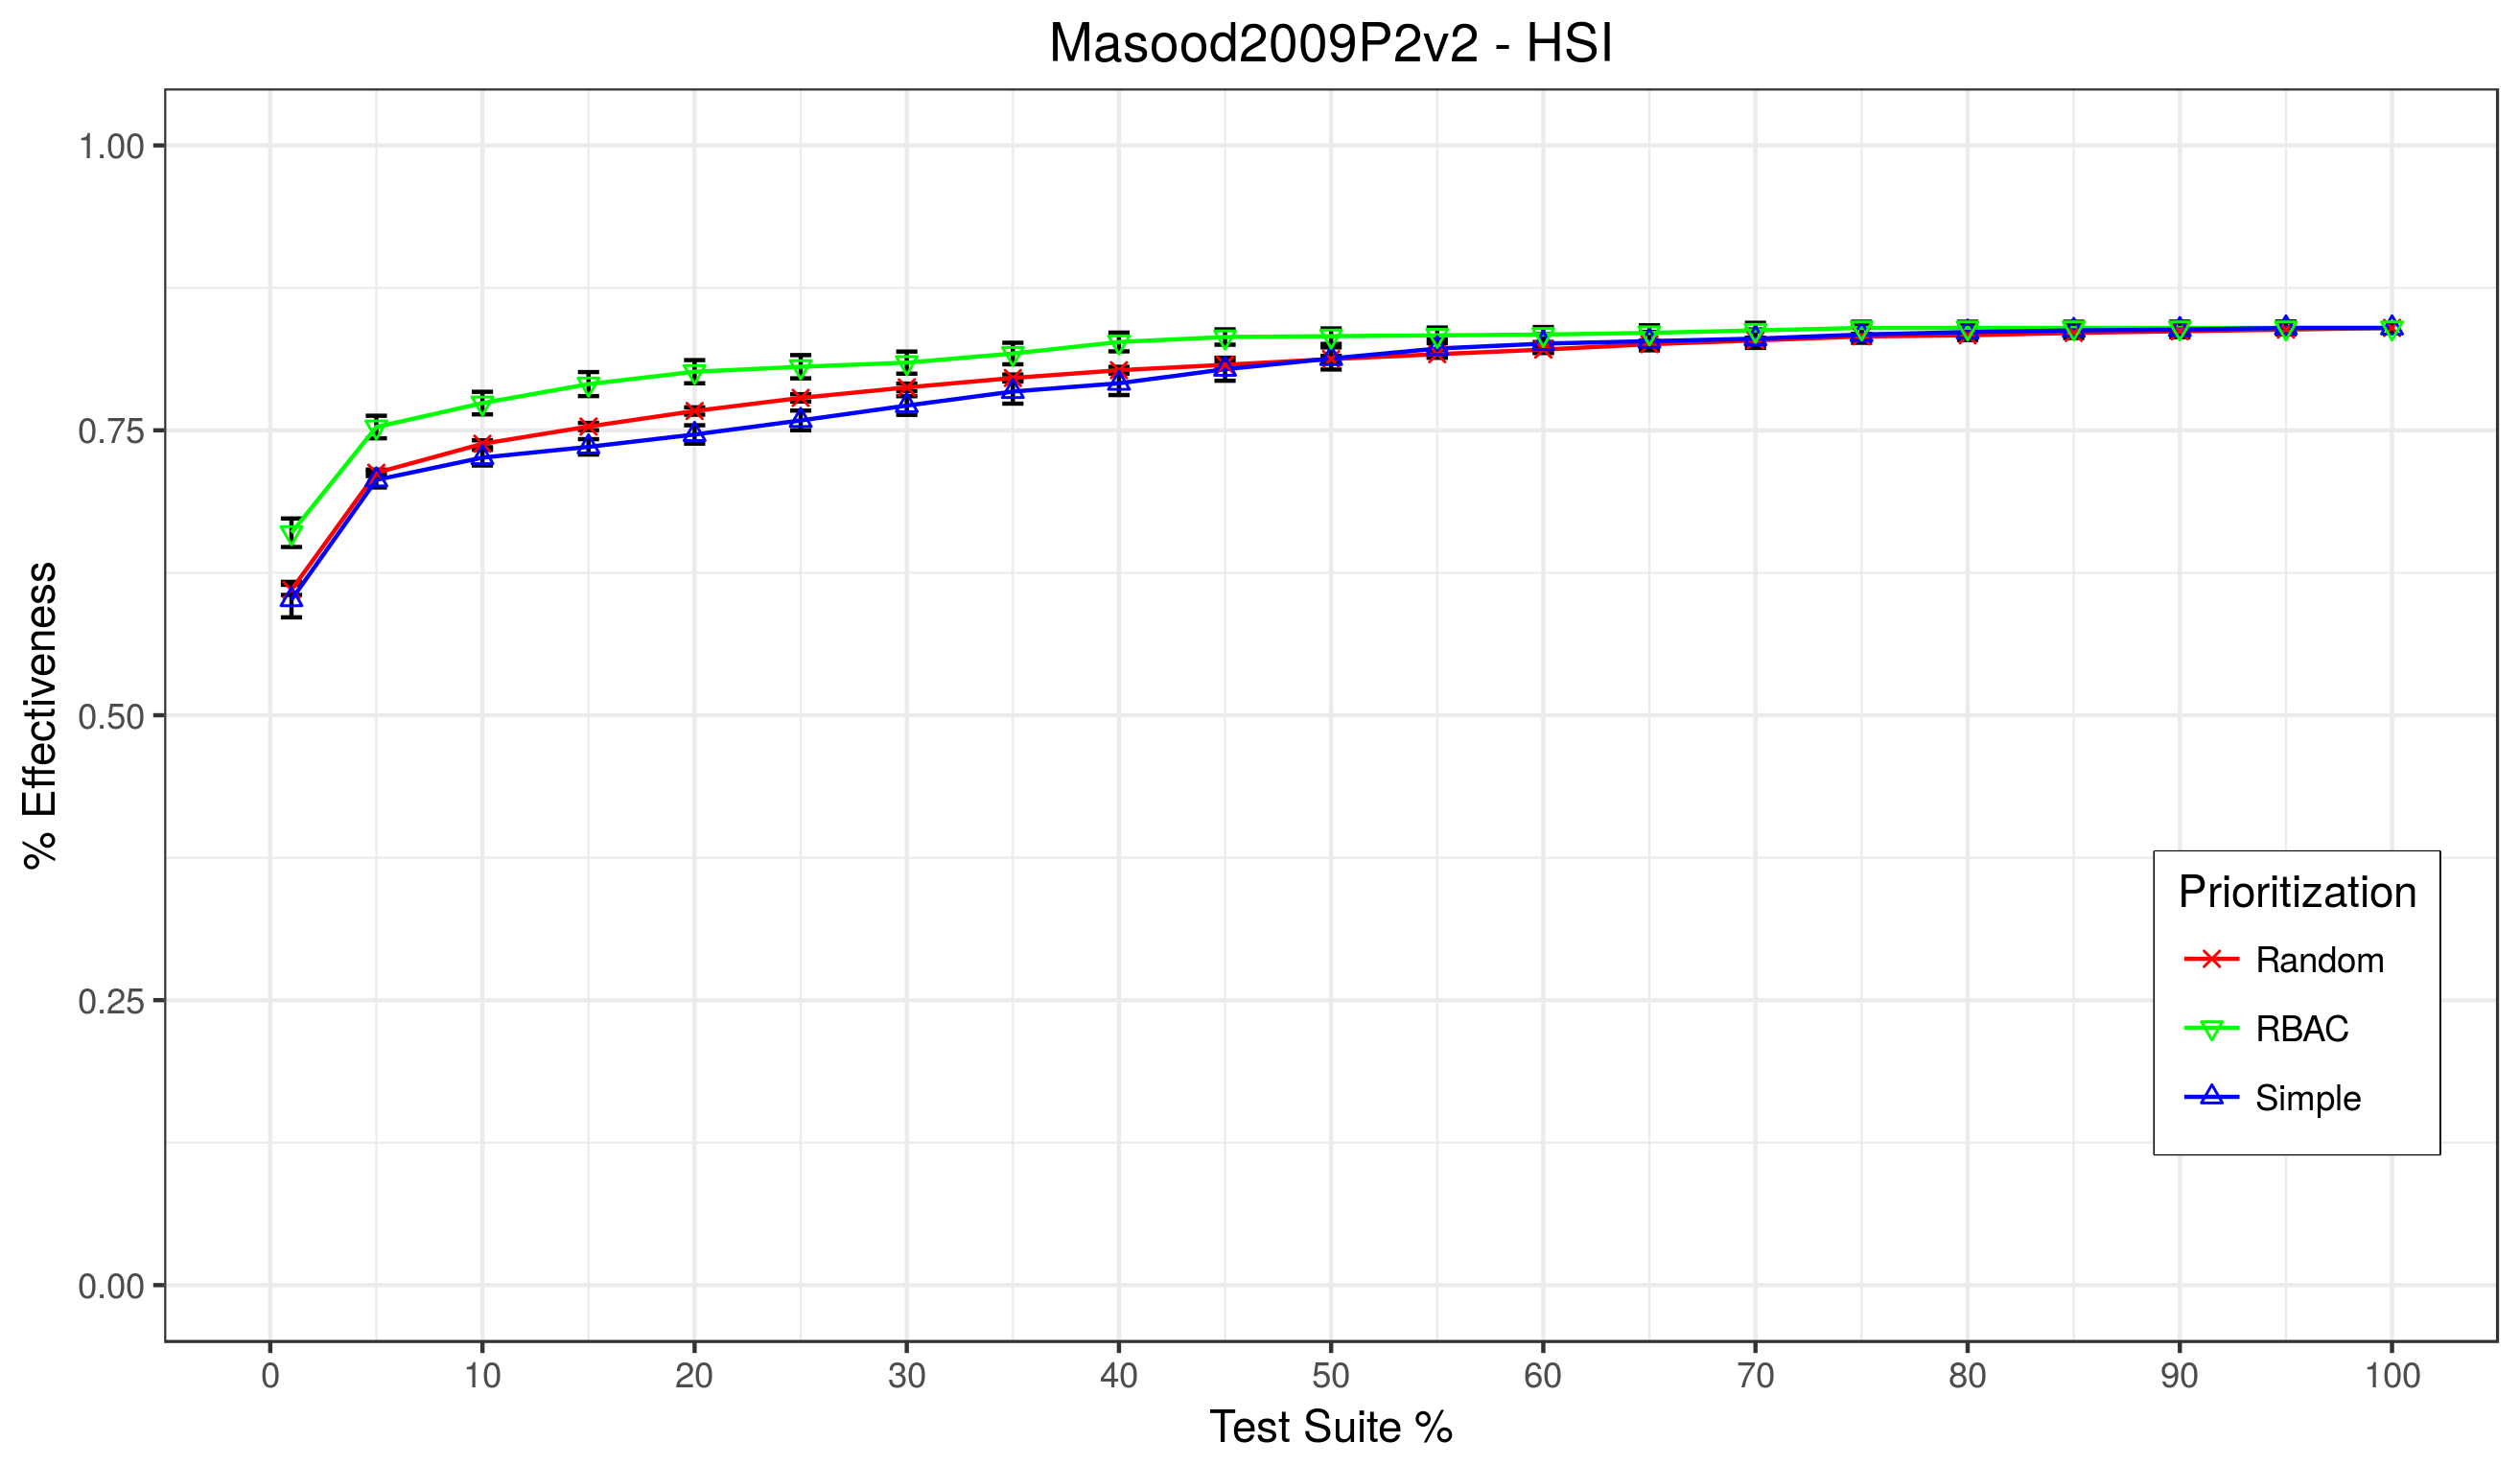 Masood2009P2v2 - HSI
% Effectiveness
1.00
0.75
0.50
0.25
0.00
Prioritization
Random
RBAC
Simple
0 10 20 30 40 50 60 70 80 90 100
Test Suite %